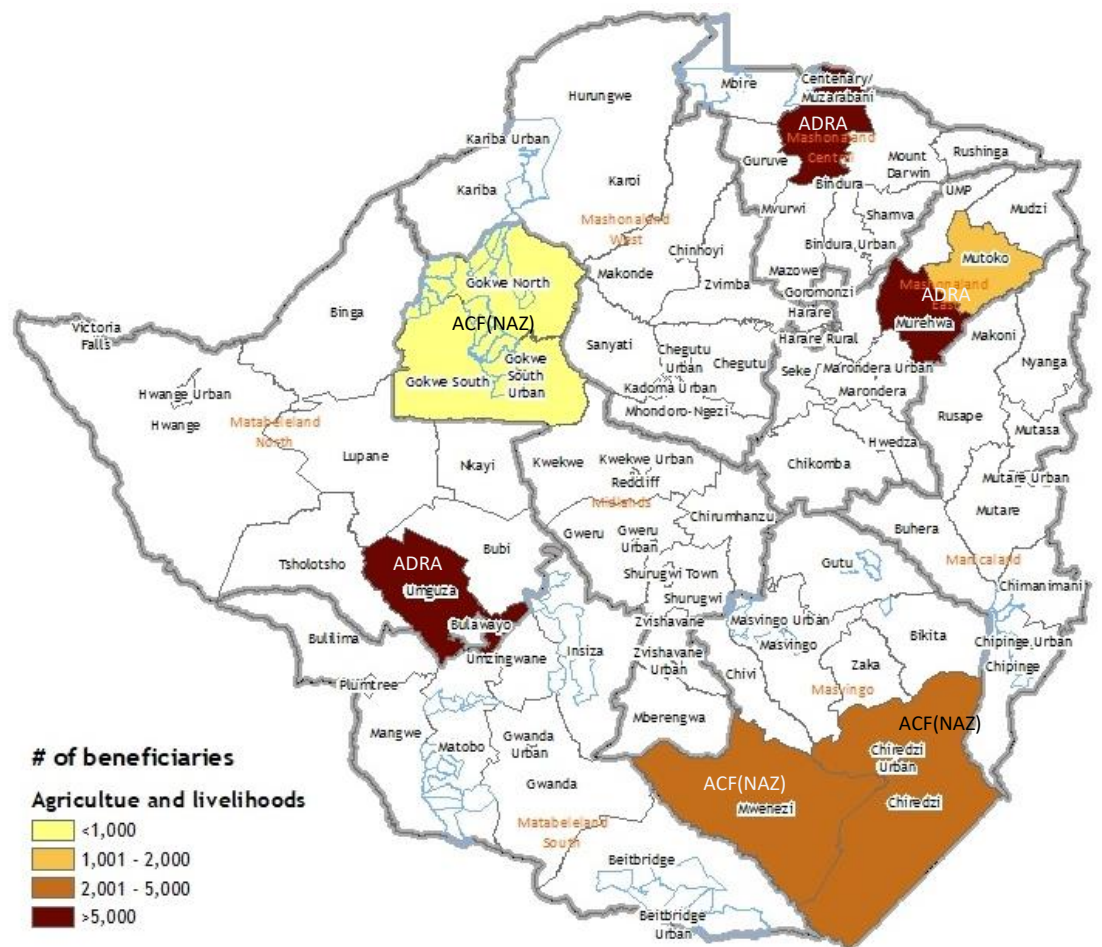 Mbire
Centenary/
Muzarabani
Hurungwe
ADRA
Mashonaland
Central
Kariba Urban
Guruve
Mount
Darwin
Rushinga
Kariba
Karoi
Bindura
UMP
Mvurwi
Shamva
Mudzi
Mashonaland
West
Chinhoyi
Bindura Urban
Mutoko
Makonde
Mazowe
Gokwe North
Zvimba
Goromonzi
Mashonaland
East
ADRA
Binga
Harare
Murehwa
Victoria
Falls
ACF(NAZ)
Sanyati
Chegutu
Urban
Chegutu
Harare Rural
Makoni
Gokwe South
Gokwe
South
Urban
Seke
Marondera Urban
Marondera
Nyanga
Hwange Urban
Kadoma Urban
Mhondoro-Ngezi
Hwange
Matabeleland
North
Rusape
Mutasa
Hwedza
Lupane
Nkayi
Kwekwe
Kwekwe Urban
Redcliff
Chikomba
Mutare Urban
Midlands
Chirumhanzu
Mutare
Gweru
Gweru
Urban
Buhera
Tsholotsho
ADRA
Bubi
Gutu
Manicaland
Umguza
Shurugwi Town
Shurugwi
Chimanimani
Bulawayo
Zvishavane
Masvingo Urban
Bulilima
Umzingwane
Insiza
Zvishavane
Urban
Masvingo
Bikita
Chipinge Urban
Chipinge
Plumtree
Chivi
Zaka
Masvingo
Mangwe
Matobo
Mberengwa
ACF(NAZ)
Gwanda
Urban
Chiredzi
Urban
Gwanda
ACF(NAZ)
Mwenezi
Chiredzi
Matabeleland
South
Beitbridge
Beitbridge
Urban
# of beneficiaries
Agricultue and livelihoods
<1,000
1,001 - 2,000
2,001 - 5,000
>5,000